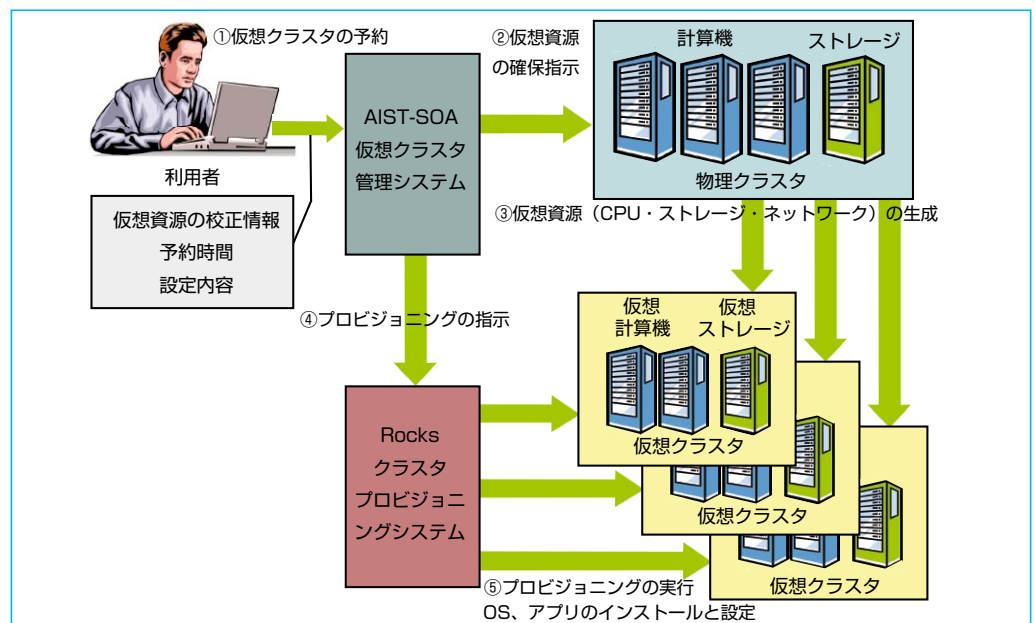 ①仮想クラスタの予約
利用者
仮想資源の校正情報
予約時間
設定内容
AIST-SOA
仮想クラスタ
管理システム
②仮想資源
の確保指示
計算機
ストレージ
物理クラスタ
③仮想資源（CPU・ストレージ・ネットワーク）の生成
④プロビジョニングの指示
Rocks
クラスタ
プロビジョニ
ングシステム
仮想
計算機
仮想
ストレージ
仮想クラスタ
仮想クラスタ
仮想クラスタ
⑤プロビジョニングの実行
OS、アプリのインストールと設定